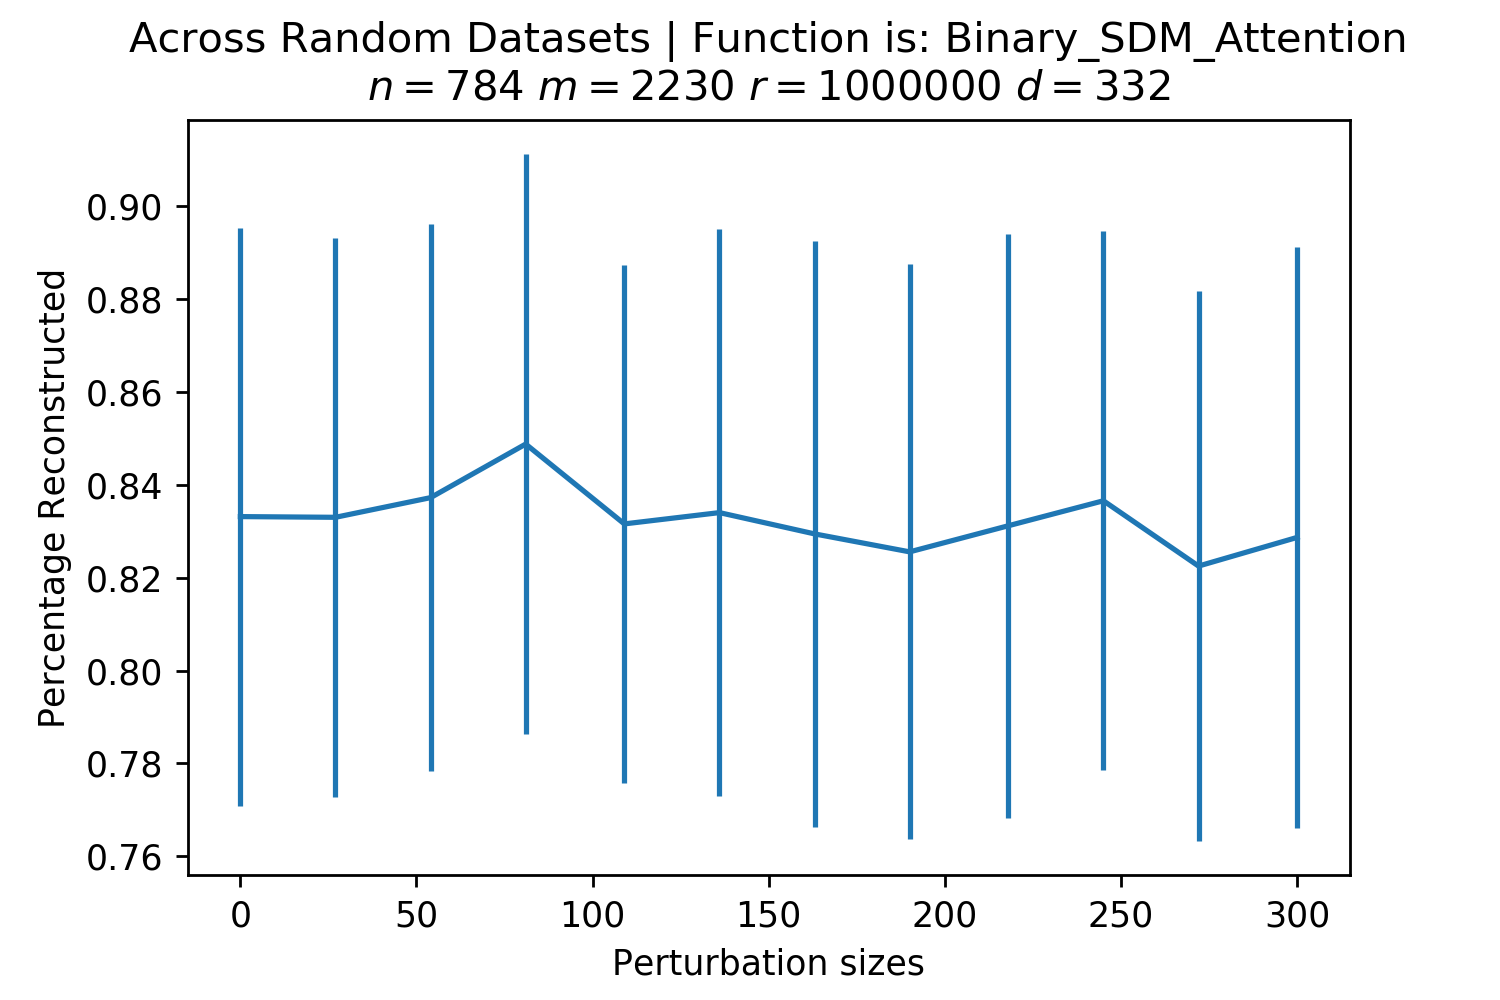 Across Random Datasets | Function is: Binary_SDM_Attention
n = 784 m = 2230 r = 1000000 d = 332
0.90
0.88
0.86
0.84
0.82
0.80
0.78
0.76
Percentage Reconstructed
0 50 100 150 200 250 300
Perturbation sizes